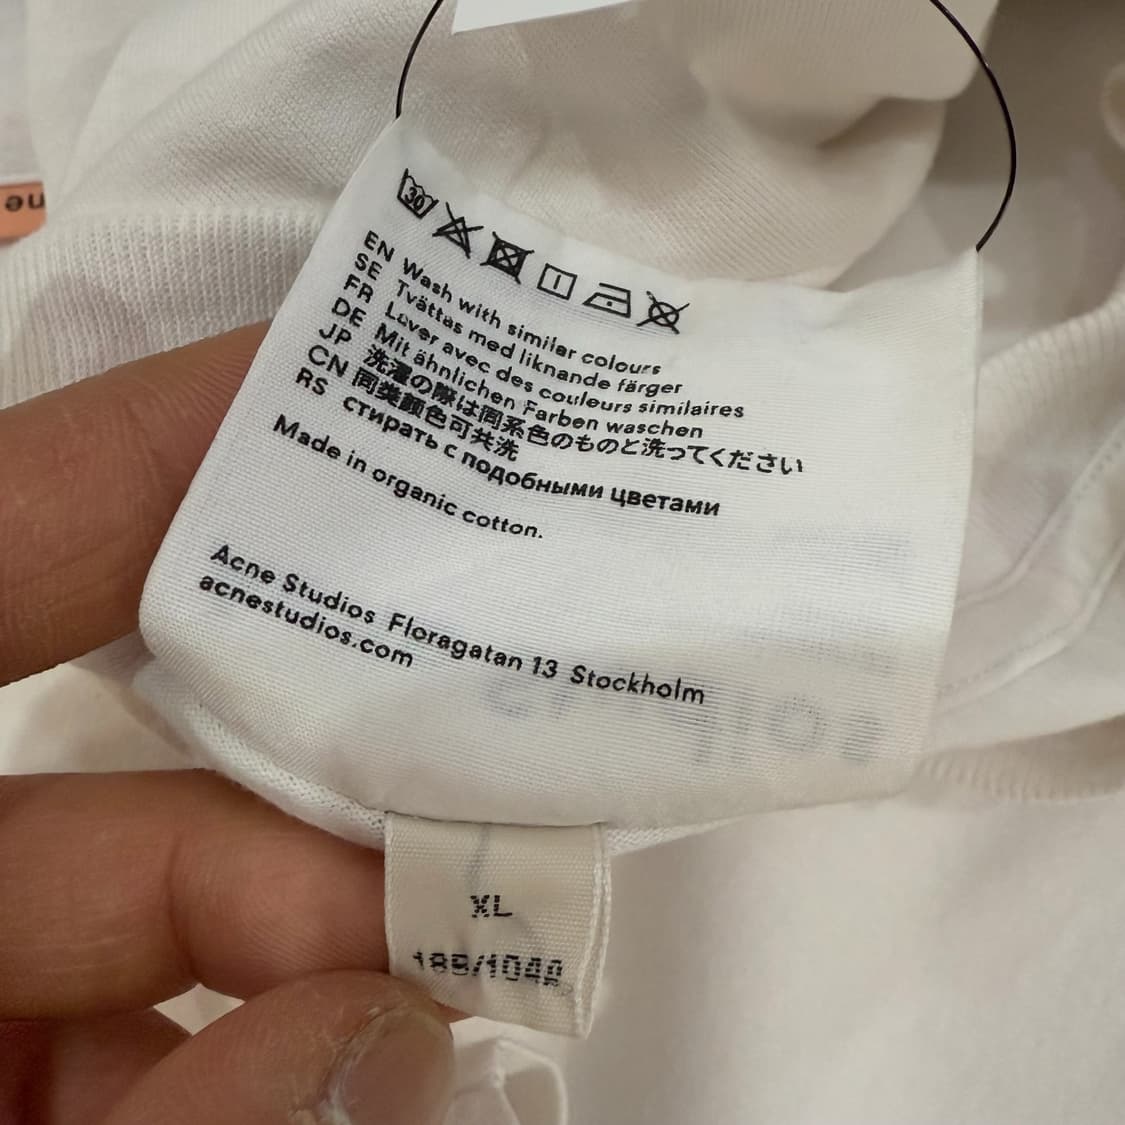 30
EN Wash with similar colours
SE Tvättas med liknande färger
FR Laver avec des couleurs similaires
DE Mit ähnlichen Farben waschen
JP 洗濯の際は同系色のものと洗ってください
CN 同类颜色可共洗
RS стирать с подобными цветами
Made in organic cotton.
Acne Studios Floragatan 13 Stockholm
acnestudios.com
XL